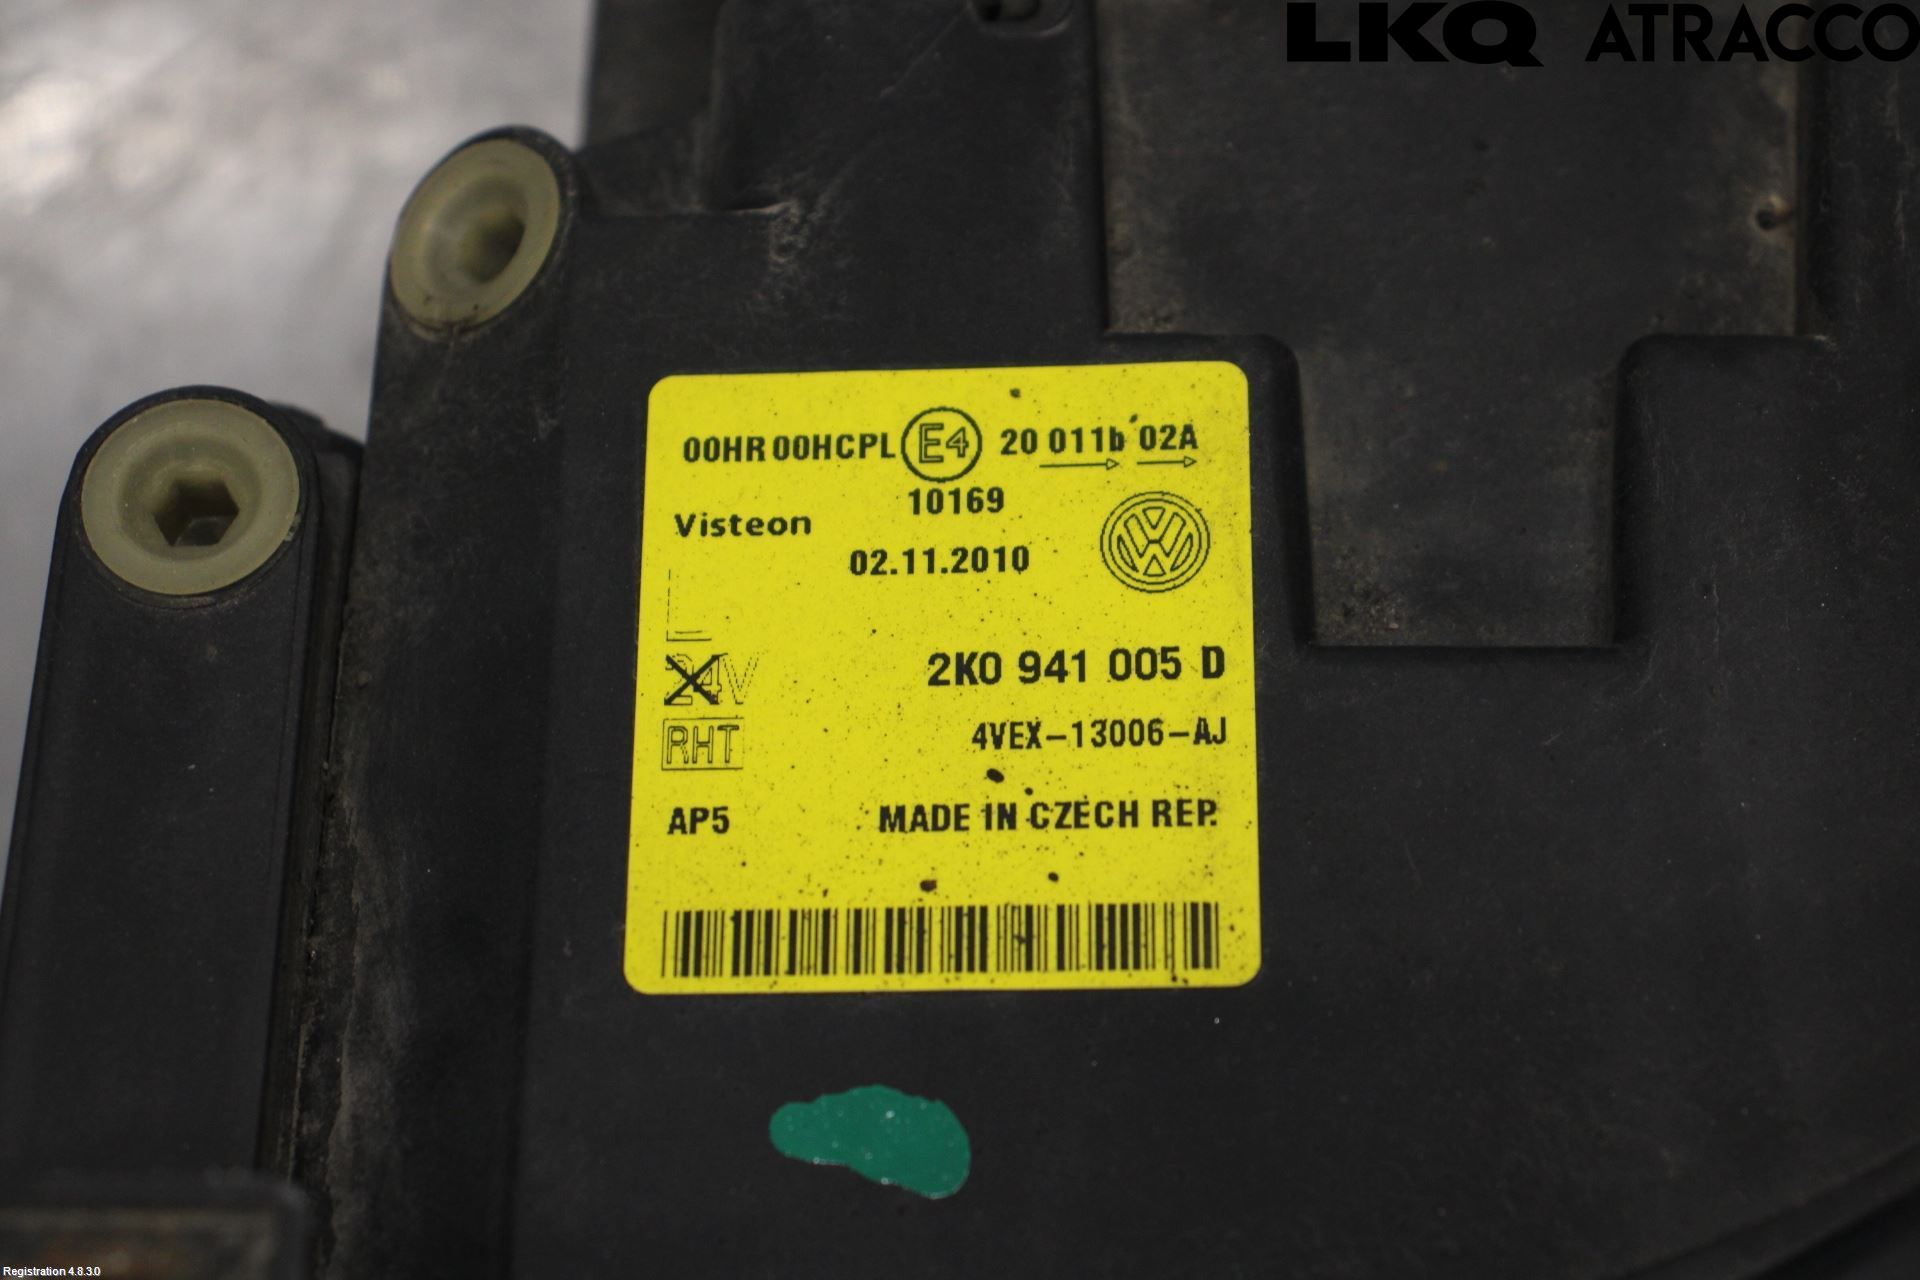 LKQ ATRACCO
00HR 00HCPL E4 20 011b 02A
10169
Visteon
02.11.2010
24V
2K0 941 005 D
RHT
4VEX-13006-AJ
AP5
MADE IN CZECH REP.
Registration 4.8.3.0